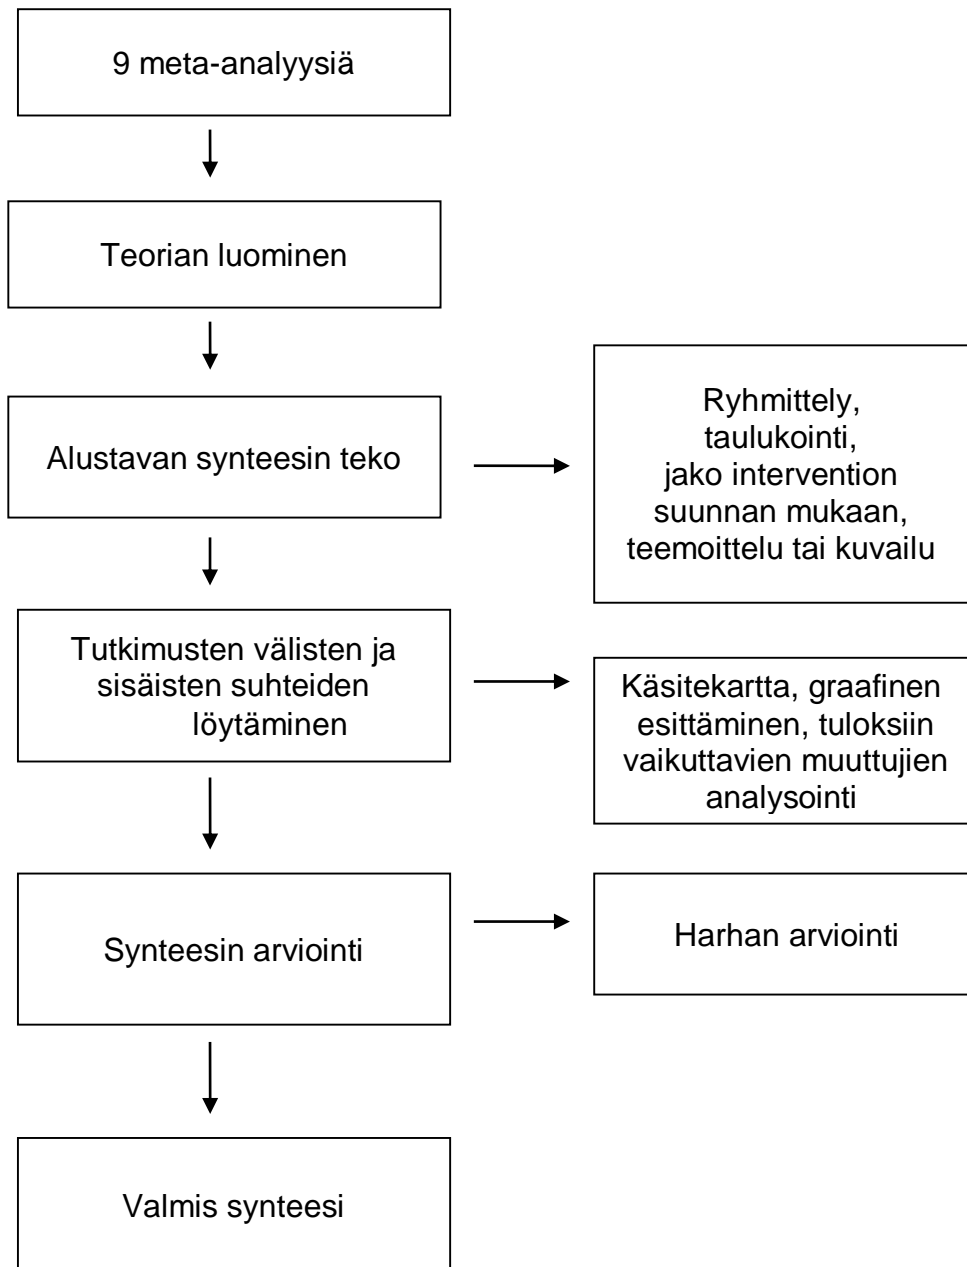 9 meta-analyysiä
Teorian luominen
Alustavan synteesin teko
Ryhmittely,
taulukointi,
jako intervention
suunnan mukaan,
teemoittelu tai kuvailu
Tutkimusten välisten ja
sisäisten suhteiden
löytäminen
Käsitekartta, graafinen
esittäminen, tuloksiin
vaikuttavien muuttujien
analysointi
Synteesin arviointi
Harhan arviointi
Valmis synteesi